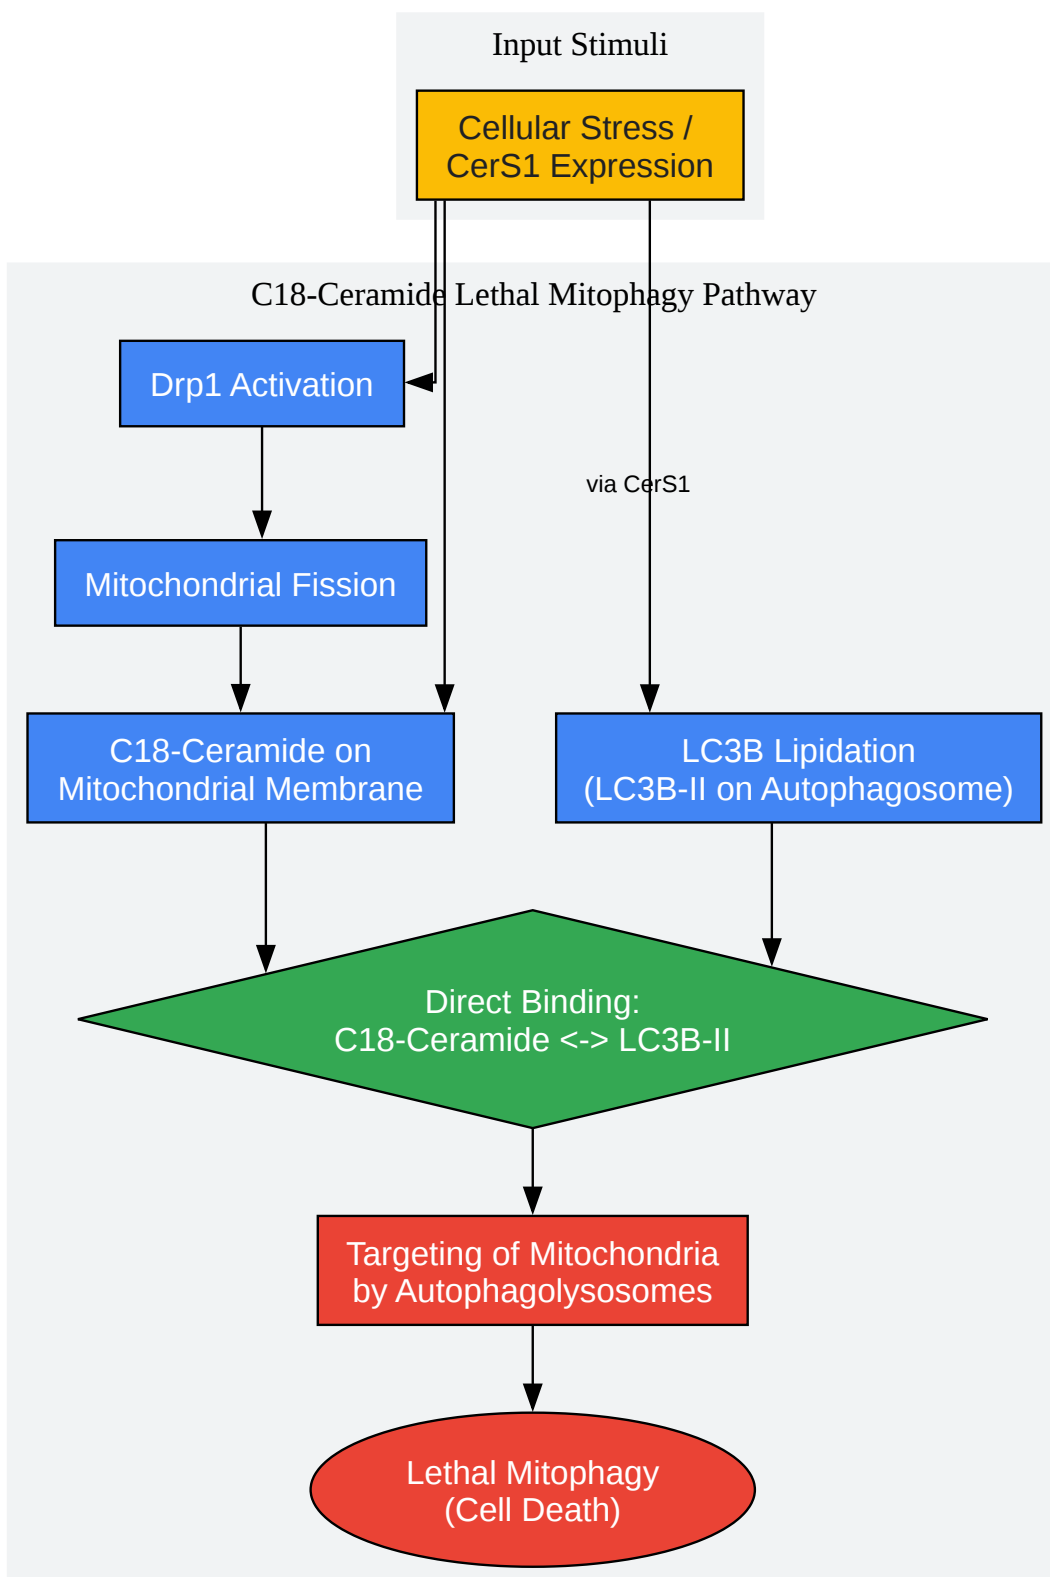 Input Stimuli
Cellular Stress /
CerS1 Expression
C18-Ceramide Lethal Mitophagy Pathway
Drp1 Activation
via CerS1
Mitochondrial Fission
C18-Ceramide on
Mitochondrial Membrane
LC3B Lipidation
(LC3B-II on Autophagosome)
Direct Binding:
C18-Ceramide <-> LC3B-II
Targeting of Mitochondria
by Autophagolysosomes
Lethal Mitophagy
(Cell Death)